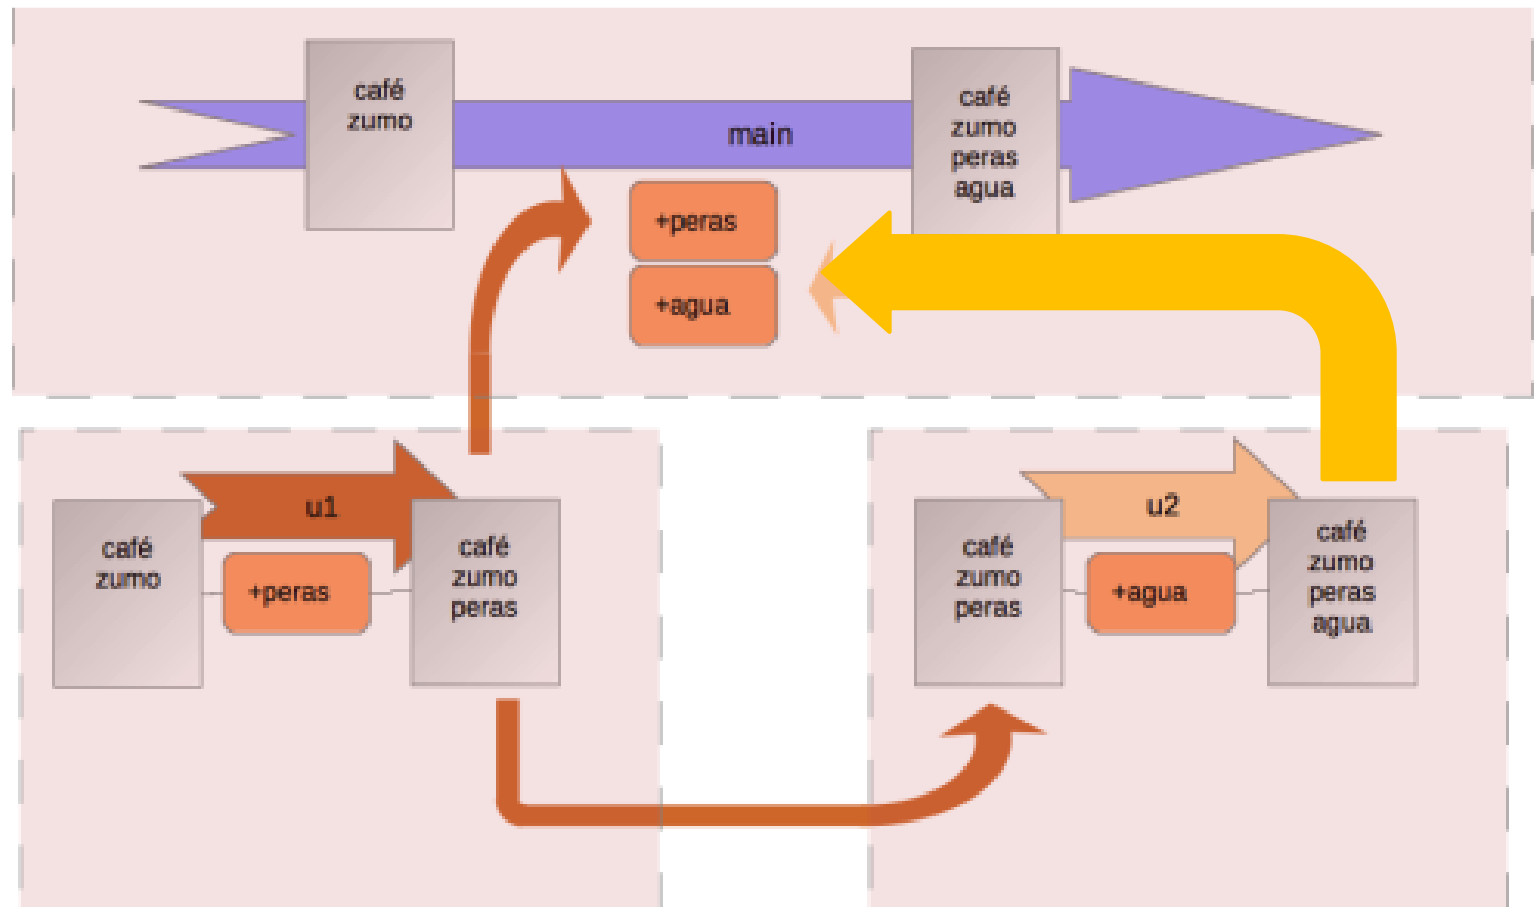 café
zumo
main
café
zumo
peras
agua
+peras
+agua
u1
café
zumo
+peras
café
zumo
peras
u2
café
zumo
peras
+agua
café
zumo
peras
agua